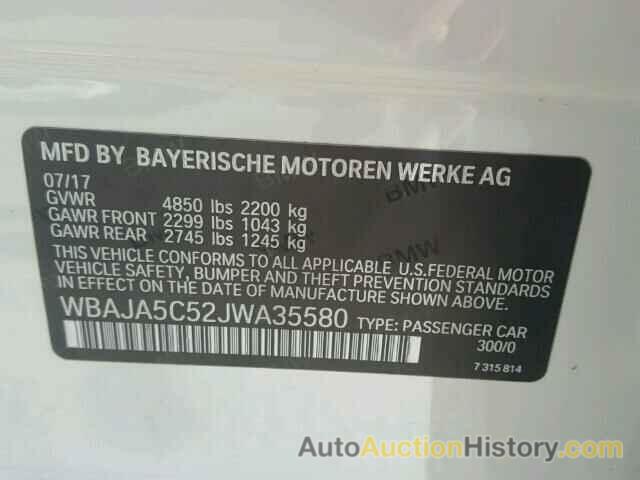 MFD BY BAYERISCHE MOTOREN WERKE AG
07/17
GVWR 4850 lbs 2200 kg
GAWR FRONT 2299 lbs 1043 kg
GAWR REAR 2745 lbs 1245 kg
THIS VEHICLE CONFORMS TO ALL APPLICABLE U.S.FEDERAL MOTOR
VEHICLE SAFETY, BUMPER AND THEFT PREVENTION STANDARDS
IN EFFECT ON THE DATE OF MANUFACTURE SHOWN ABOVE.
WBAJA5C52JWA35580 TYPE: PASSENGER CAR
300/0
7 315 814
BMW
BMW
AutoAuctionHistory.com